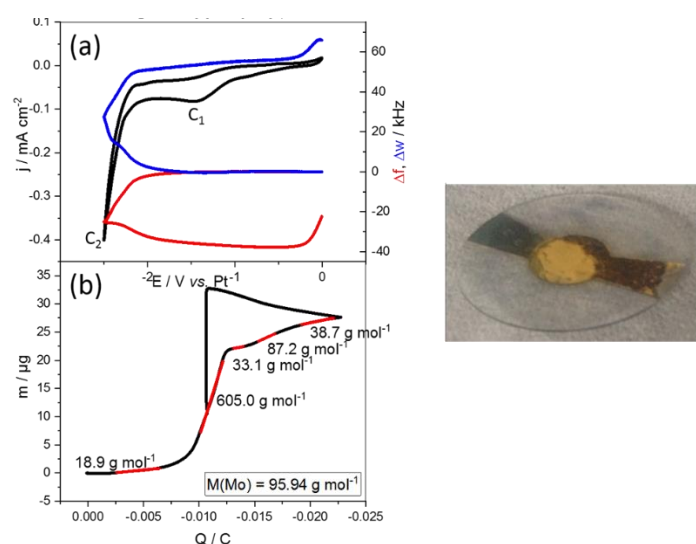 (a)
0.1
0.0
-0.1
-0.2
-0.3
-0.4
j / mA cm⁻²
C₁
C₂
60
40
20
0
-20
-40
Δf, Δw / kHz
-2
-1
0
E / V vs. Pt
(b)
35
30
25
20
15
10
5
0
-5
m / µg
38.7 g mol⁻¹
87.2 g mol⁻¹
33.1 g mol⁻¹
605.0 g mol⁻¹
18.9 g mol⁻¹
M(Mo) = 95.94 g mol⁻¹
0.000
-0.005
-0.010
-0.015
-0.020
-0.025
Q / C